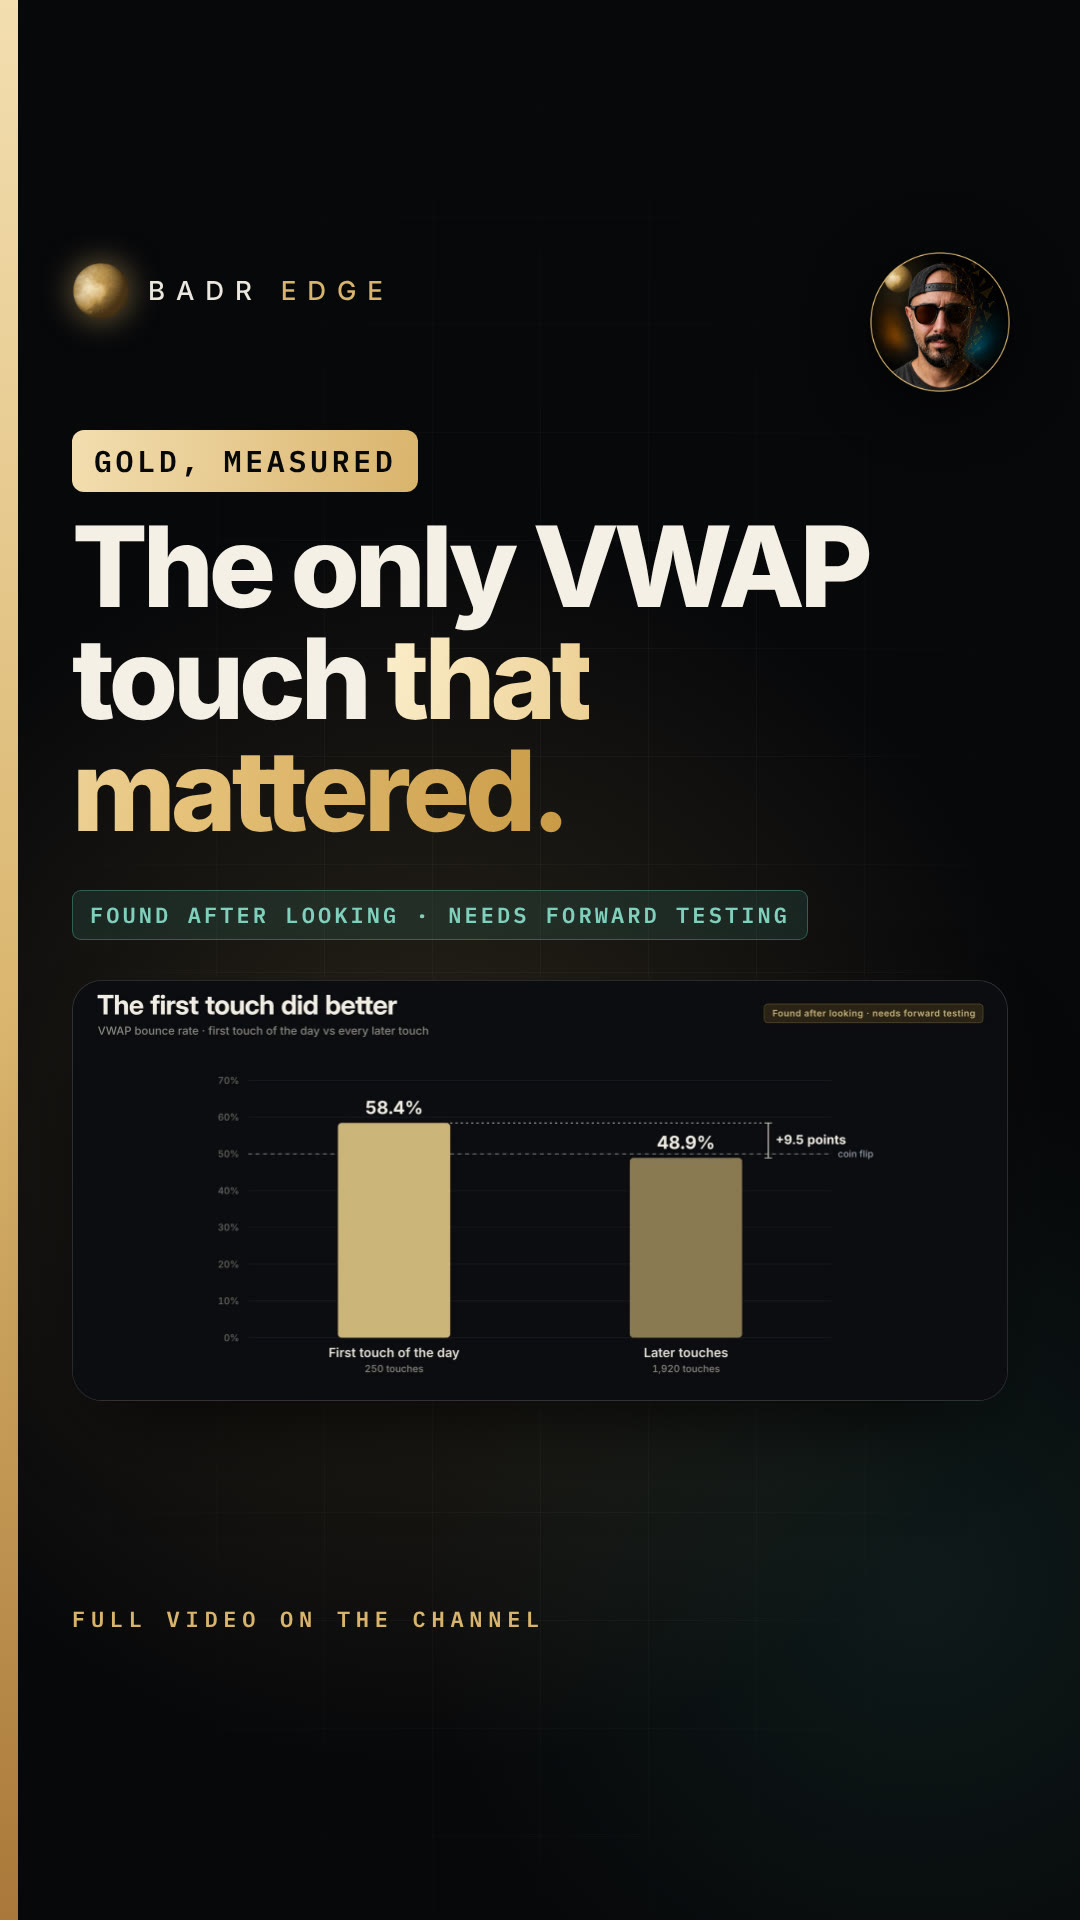 BADR EDGE
GOLD, MEASURED
The only VWAP
touch that
mattered.
FOUND AFTER LOOKING · NEEDS FORWARD TESTING
The first touch did better
Found after looking · needs forward testing
VWAP bounce rate · first touch of the day vs every later touch
70%
60%
50%
40%
30%
20%
10%
0%
58.4%
48.9%
+9.5 points
coin flip
First touch of the day
250 touches
Later touches
1,920 touches
FULL VIDEO ON THE CHANNEL